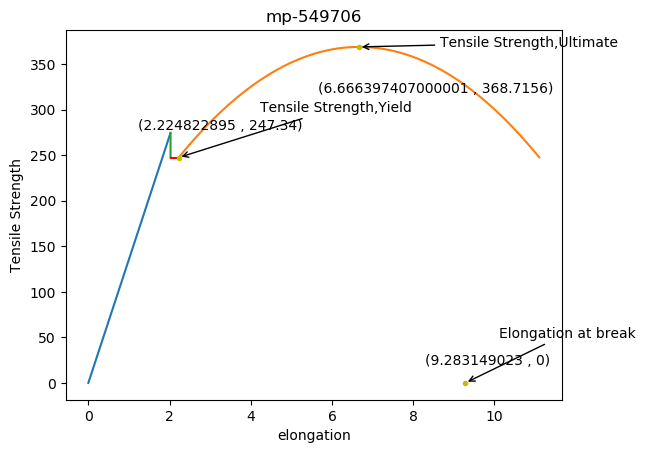 mp-549706
Tensile Strength,Ultimate
(6.666397407000001 , 368.7156)
Tensile Strength,Yield
(2.224822895 , 247.34)
Elongation at break
(9.283149023 , 0)
Tensile Strength
350
300
250
200
150
100
50
0
0 2 4 6 8 10
elongation